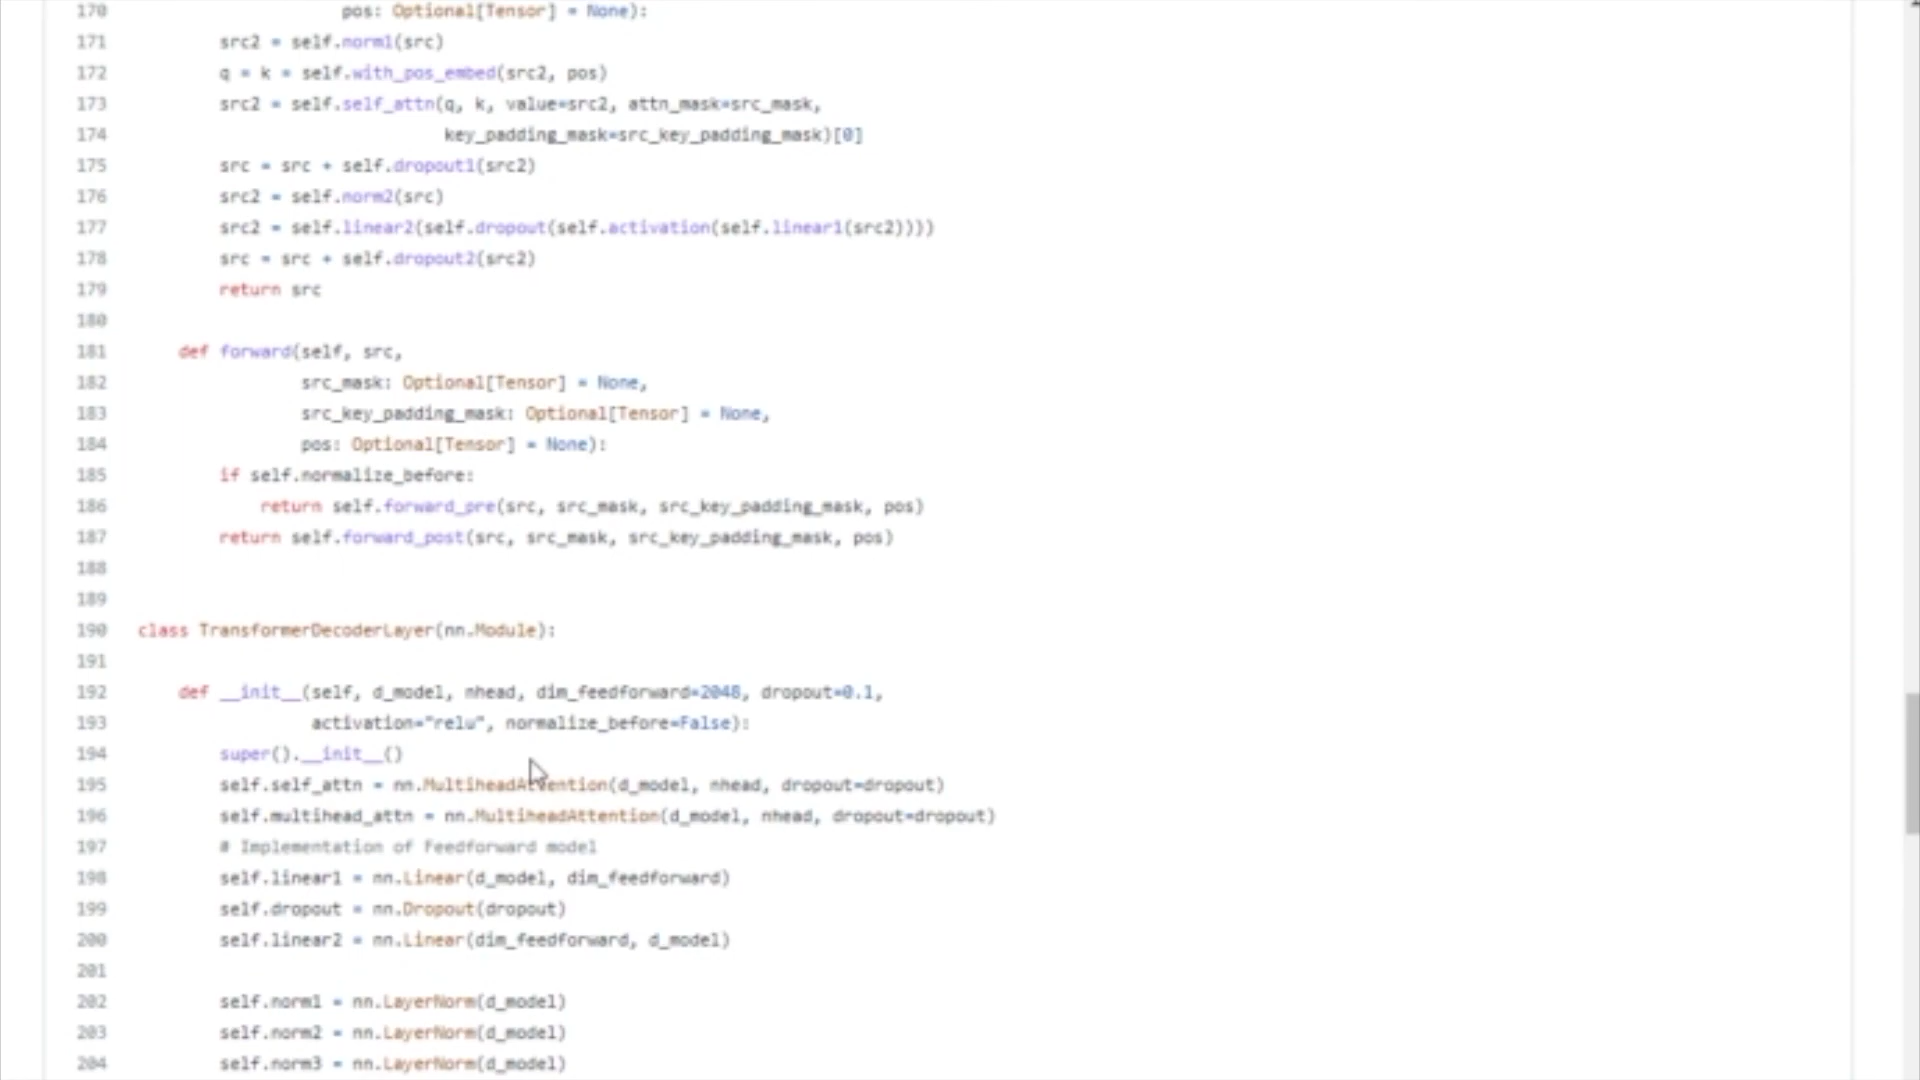 170                     pos: Optional[Tensor] = None):
171         src2 = self.norm1(src)
172         q = k = self.with_pos_embed(src2, pos)
173         src2 = self.self_attn(q, k, value=src2, attn_mask=src_mask,
174                               key_padding_mask=src_key_padding_mask)[0]
175         src = src + self.dropout1(src2)
176         src2 = self.norm2(src)
177         src2 = self.linear2(self.dropout(self.activation(self.linear1(src2))))
178         src = src + self.dropout2(src2)
179         return src
180
181     def forward(self, src,
182                 src_mask: Optional[Tensor] = None,
183                 src_key_padding_mask: Optional[Tensor] = None,
184                 pos: Optional[Tensor] = None):
185         if self.normalize_before:
186             return self.forward_pre(src, src_mask, src_key_padding_mask, pos)
187         return self.forward_post(src, src_mask, src_key_padding_mask, pos)
188
189
190 class TransformerDecoderLayer(nn.Module):
191
192     def __init__(self, d_model, nhead, dim_feedforward=2048, dropout=0.1,
193                  activation="relu", normalize_before=False):
194         super().__init__()
195         self.self_attn = nn.MultiheadAttention(d_model, nhead, dropout=dropout)
196         self.multihead_attn = nn.MultiheadAttention(d_model, nhead, dropout=dropout)
197         # Implementation of Feedforward model
198         self.linear1 = nn.Linear(d_model, dim_feedforward)
199         self.dropout = nn.Dropout(dropout)
200         self.linear2 = nn.Linear(dim_feedforward, d_model)
201
202         self.norm1 = nn.LayerNorm(d_model)
203         self.norm2 = nn.LayerNorm(d_model)
204         self.norm3 = nn.LayerNorm(d_model)